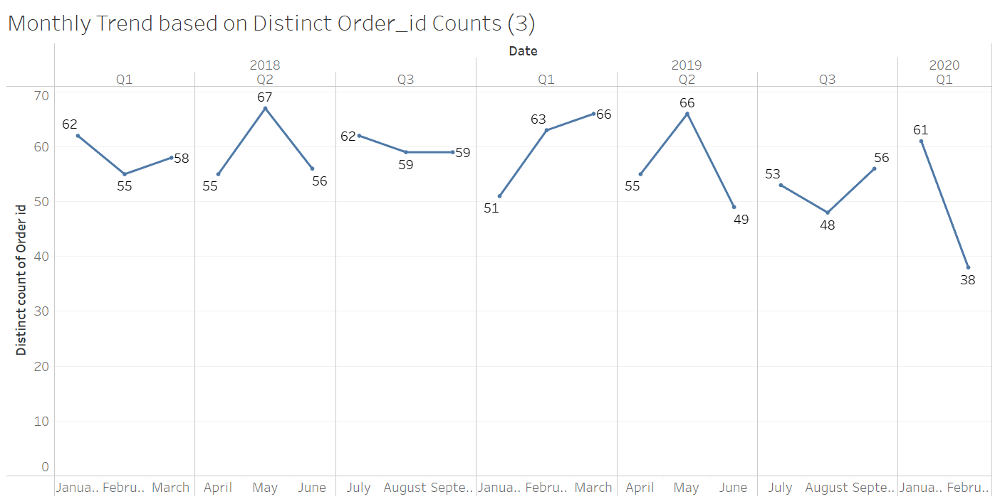 Monthly Trend based on Distinct Order_id Counts (3)
Date
2018 2019 2020
Q1 Q2 Q3 Q1 Q2 Q3 Q1
Distinct count of Order id
70
60
50
40
30
20
10
0
62 55 58 55 67 56 62 59 59 51 63 66 55 66 49 53 48 56 61 38
Janua.. Febru.. March April May June July August Septe.. Janua.. Febru.. March April May June July August Septe.. Janua.. Febru..